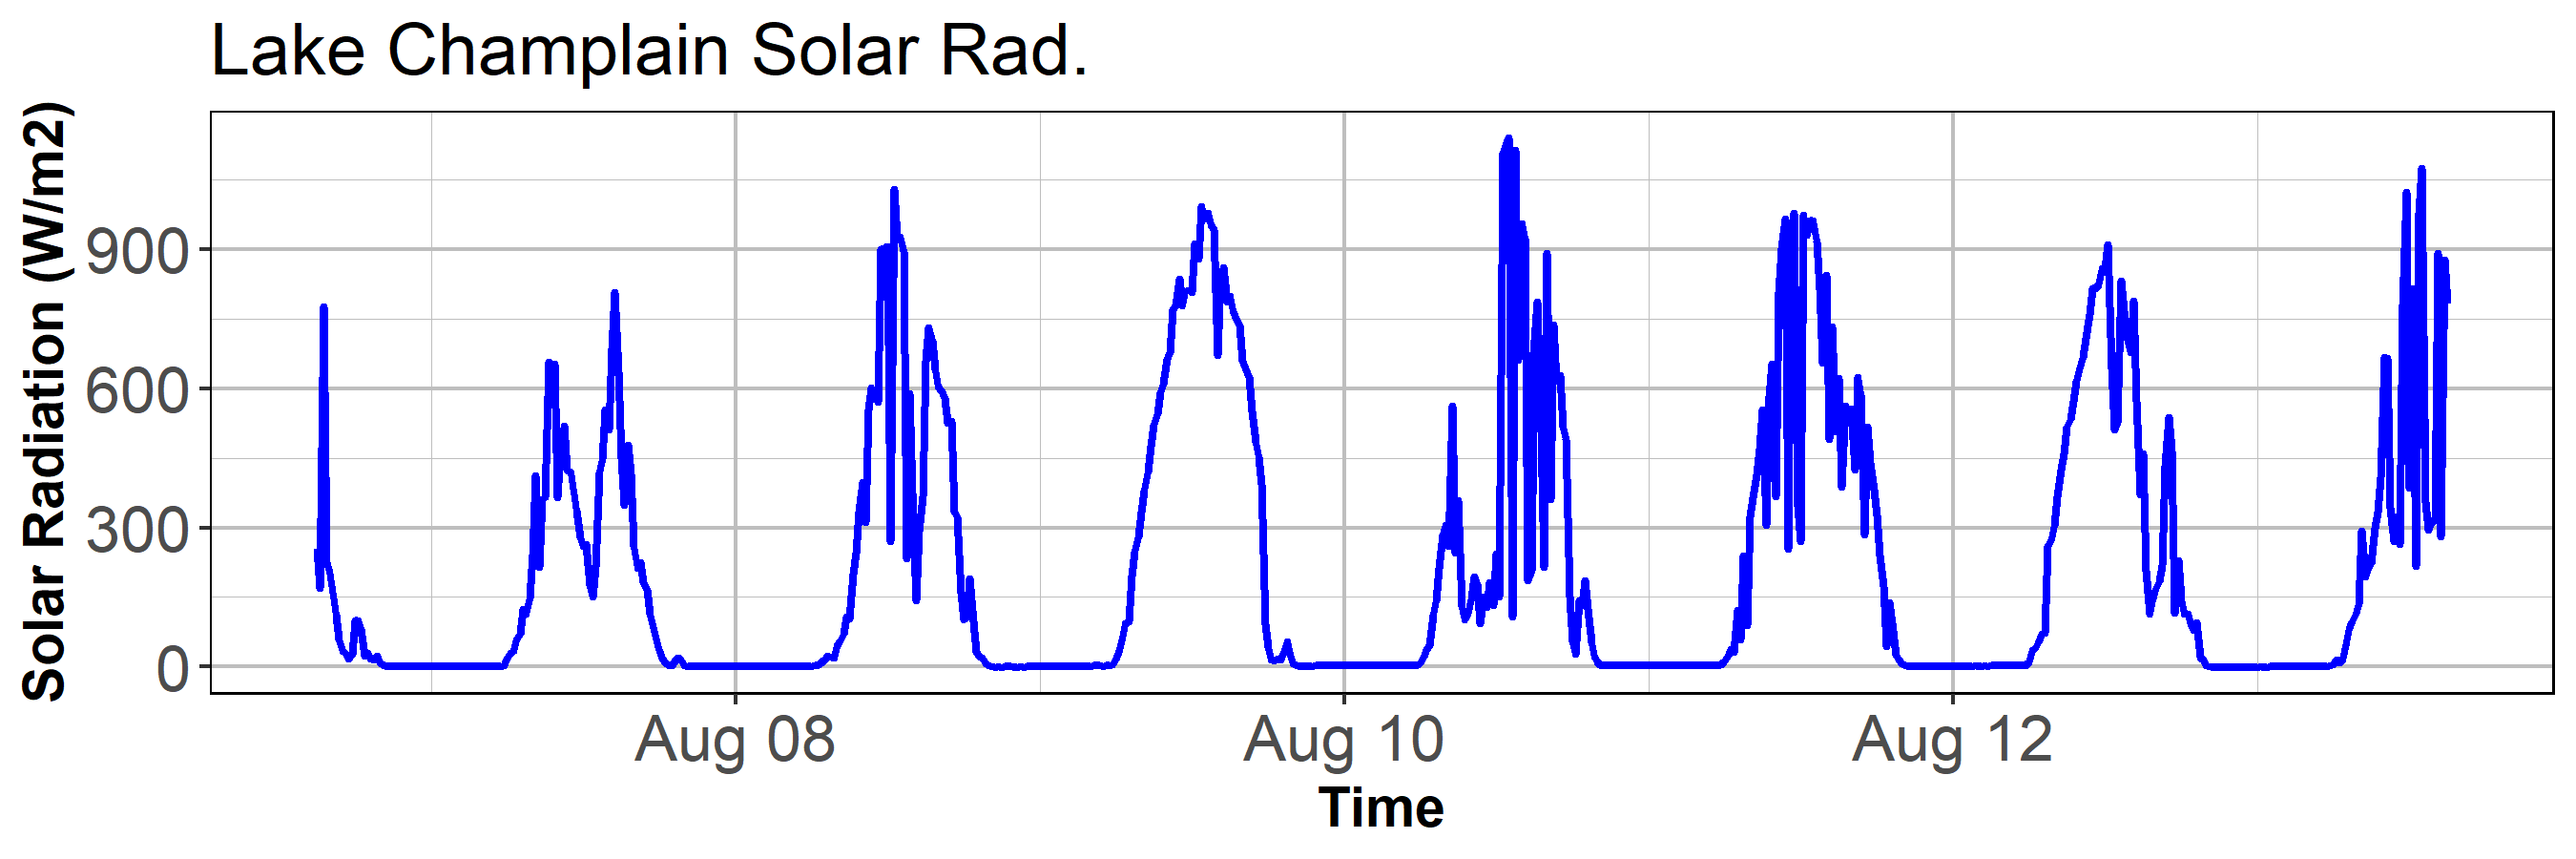 Lake Champlain Solar Rad.
Solar Radiation (W/m2)
900
600
300
0
Aug 08 Aug 10 Aug 12
Time